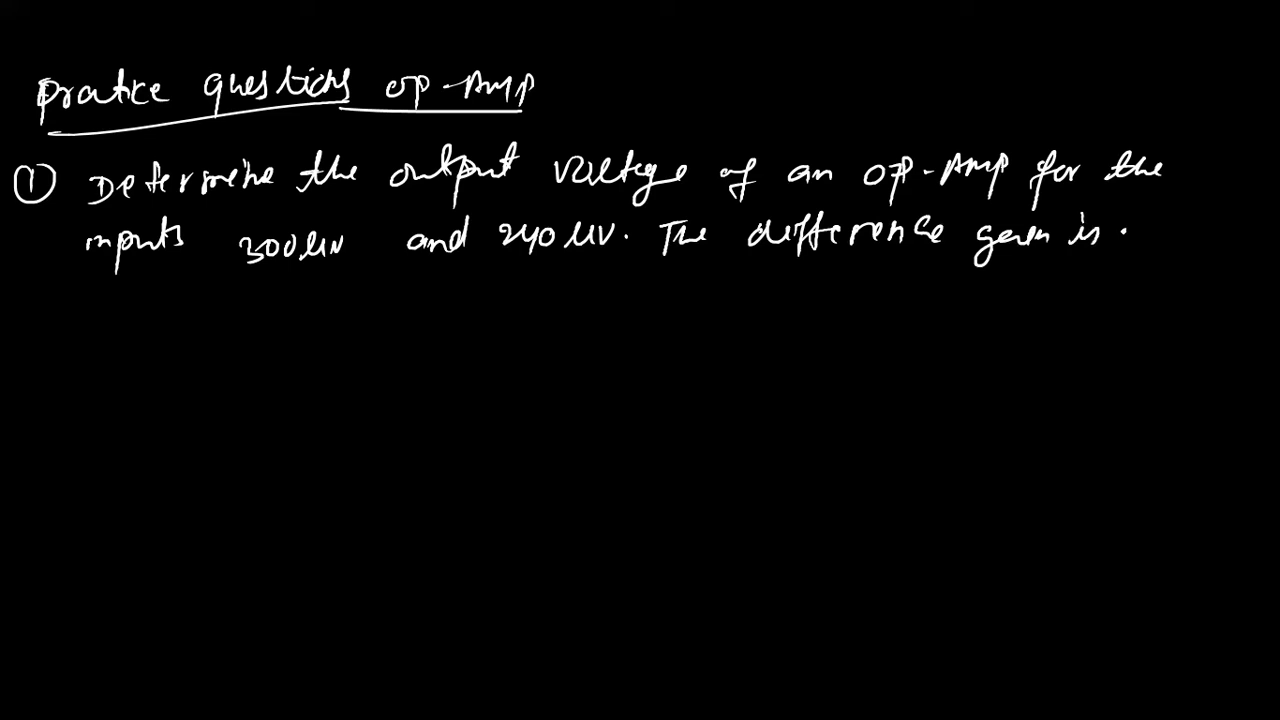 pratice questions OP-AMP
① Determine the output voltage of an OP-AMP for the
inputs 300μv and 240μv. The difference gain is .